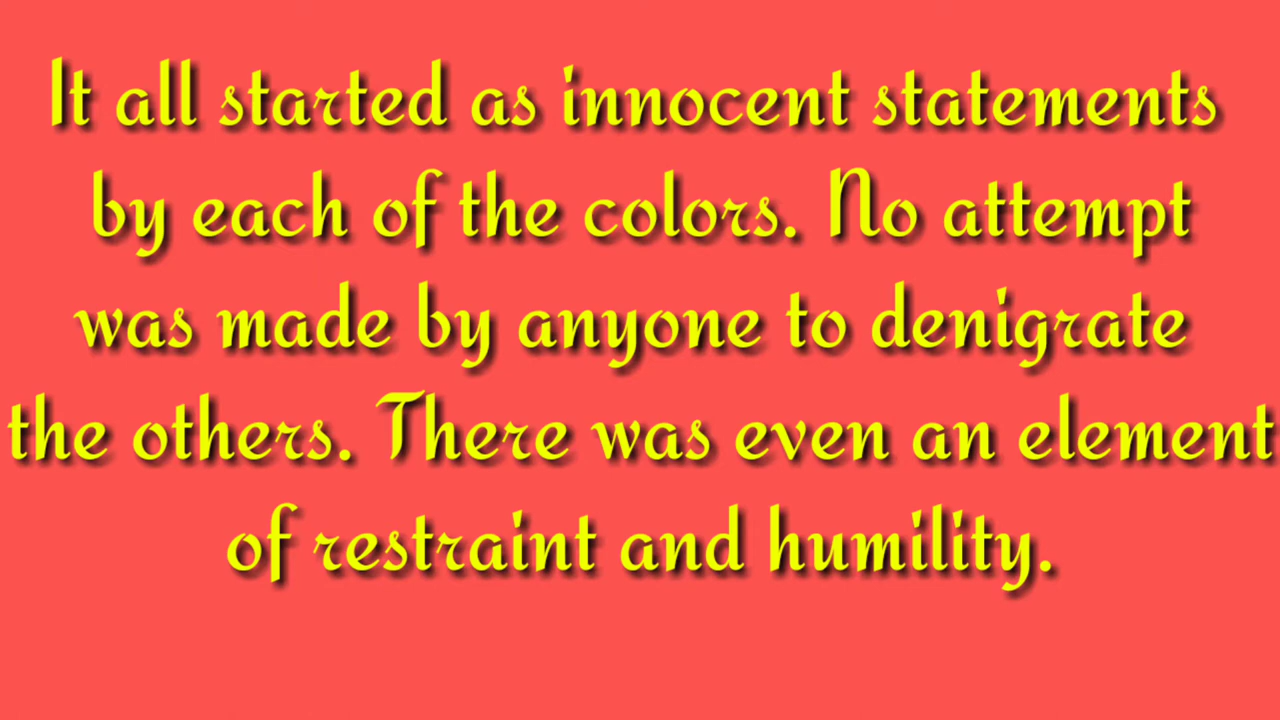 It all started as innocent statements
by each of the colors. No attempt
was made by anyone to denigrate
the others. There was even an element
of restraint and humility.